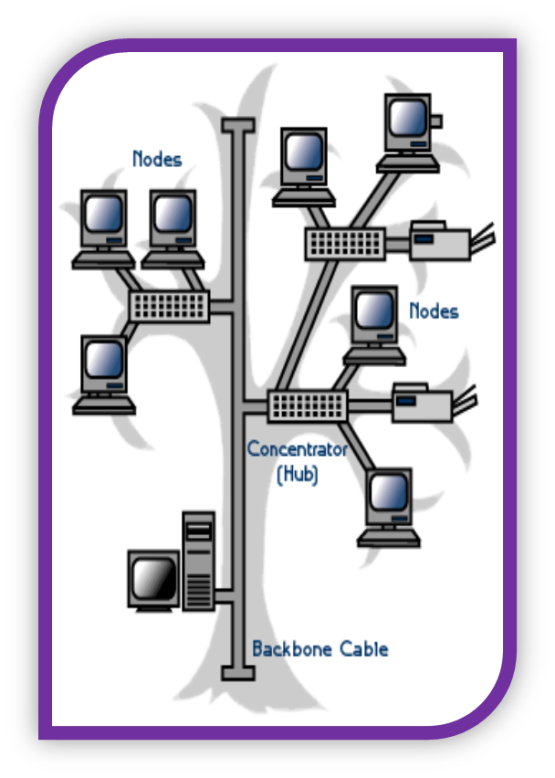 Nodes
Nodes
Concentrator
(Hub)
Backbone Cable